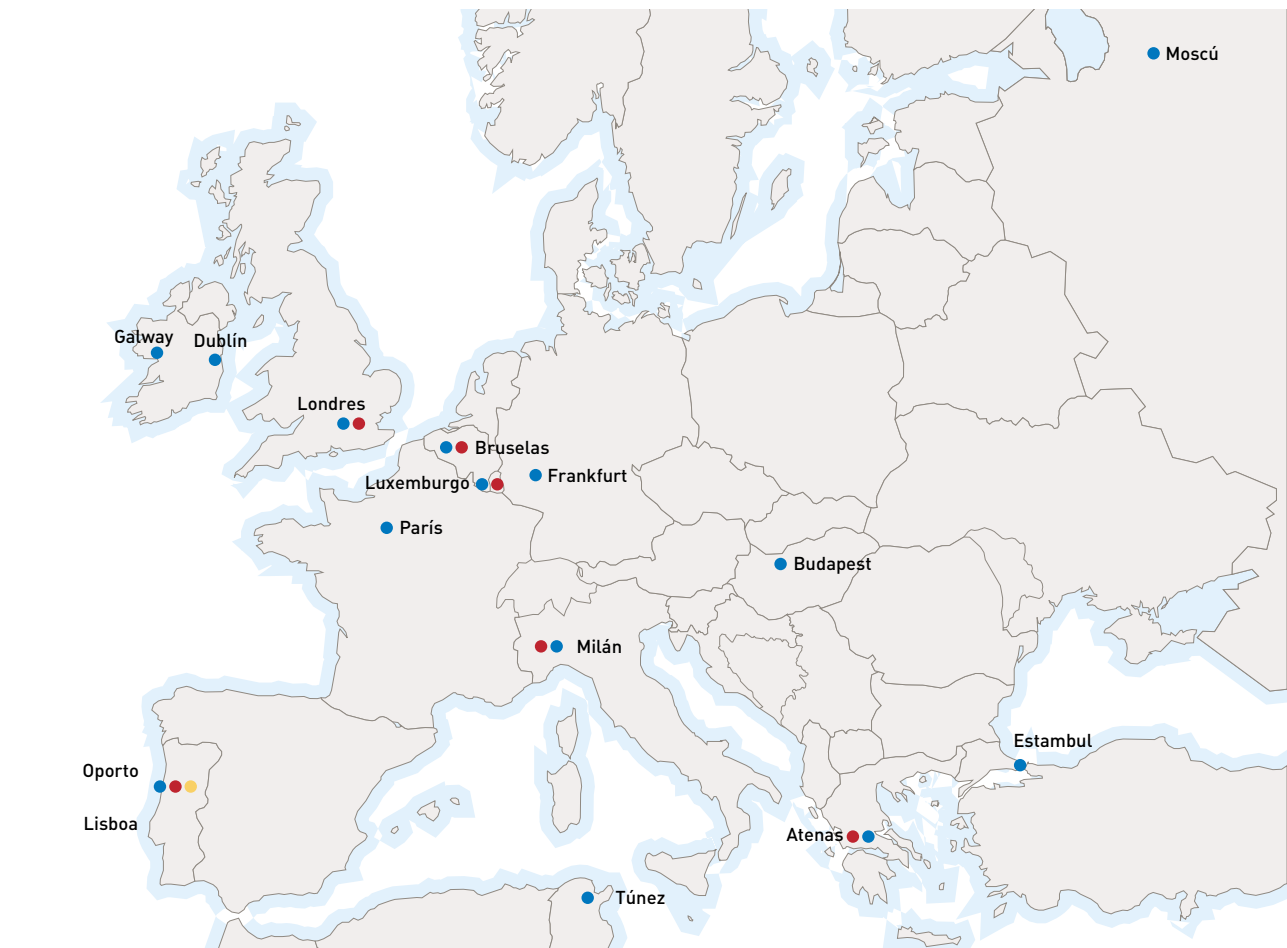 Moscú
Galway
Dublín
Londres
Bruselas
Luxemburgo
Frankfurt
París
Budapest
Milán
Estambul
Oporto
Lisboa
Atenas
Túnez